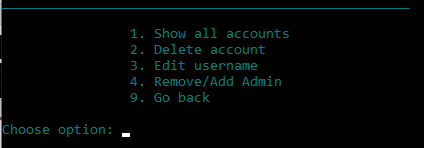 1. Show all accounts
2. Delete account
3. Edit username
4. Remove/Add Admin
9. Go back
Choose option: